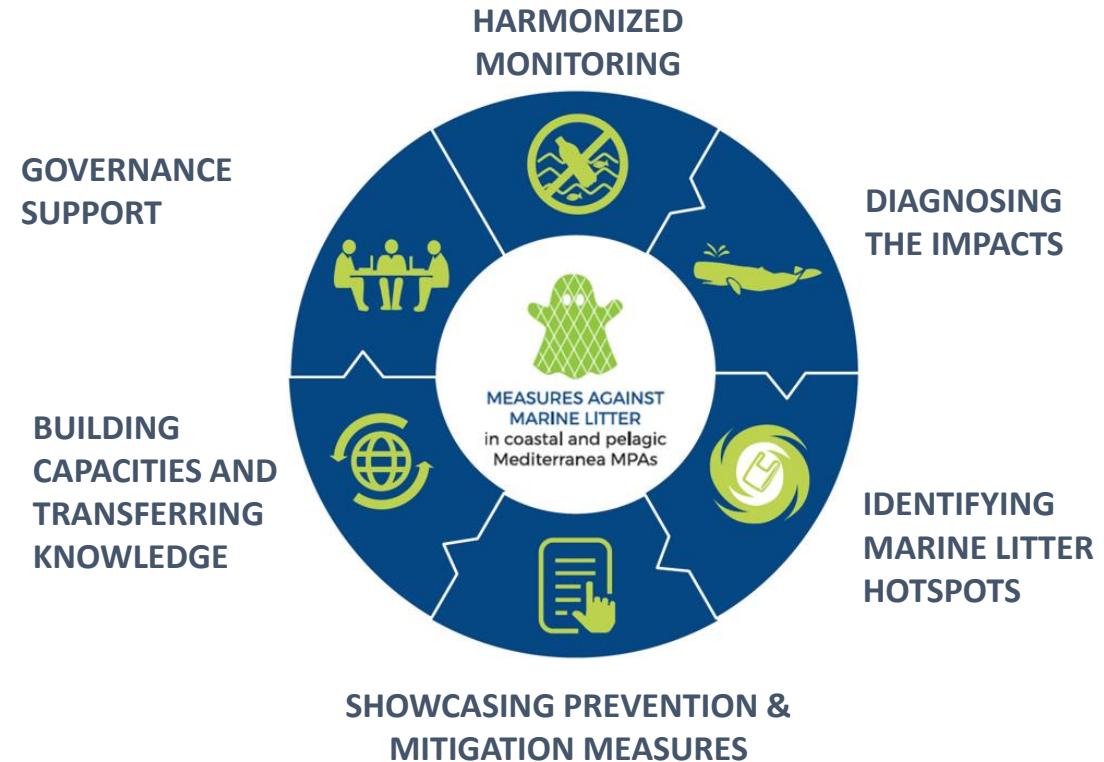 HARMONIZED
MONITORING
GOVERNANCE
SUPPORT
DIAGNOSING
THE IMPACTS
MEASURES AGAINST
MARINE LITTER
in coastal and pelagic
Mediterranea MPAs
BUILDING
CAPACITIES AND
TRANSFERRING
KNOWLEDGE
IDENTIFYING
MARINE LITTER
HOTSPOTS
SHOWCASING PREVENTION &
MITIGATION MEASURES